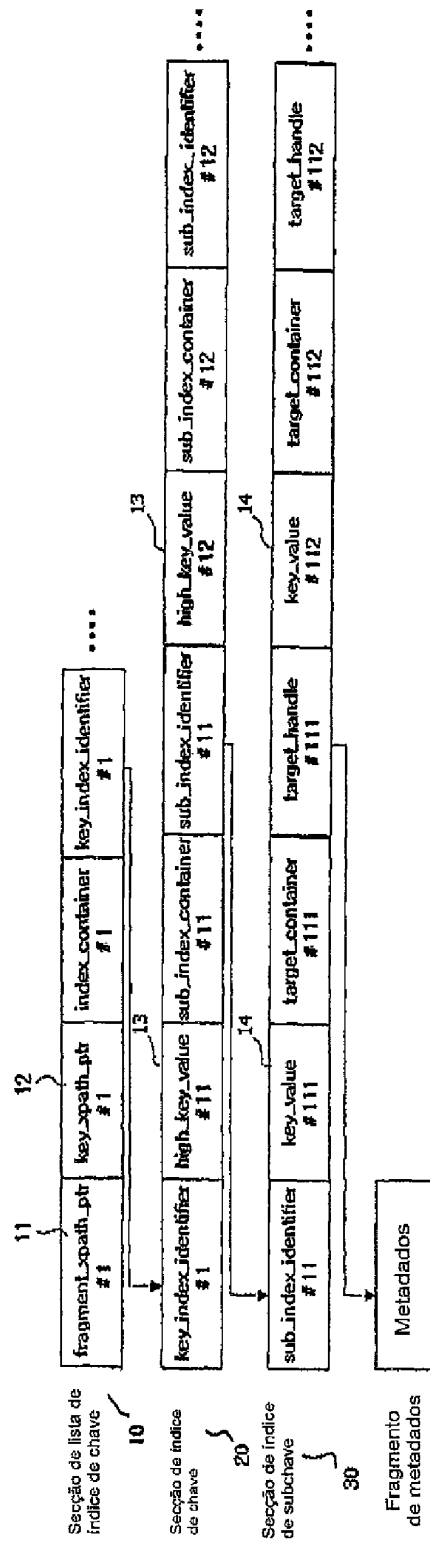 Secção de lista de
índice de chave
10
11
12
fragment_xpath_ptr
#1
key_xpath_ptr
#1
index_container
#1
key_index_identifier
#1
....
Secção de índice
de chave
20
13
13
key_index_identifier
#1
high_key_value
#11
sub_index_container
#11
sub_index_identifier
#11
high_key_value
#12
sub_index_container
#12
sub_index_identifier
#12
....
Secção de índice
de subchave
30
14
14
sub_index_identifier
#11
key_value
#111
target_container
#111
target_handle
#111
key_value
#112
target_container
#112
target_handle
#112
....
Fragmento
de metadados
Metadados